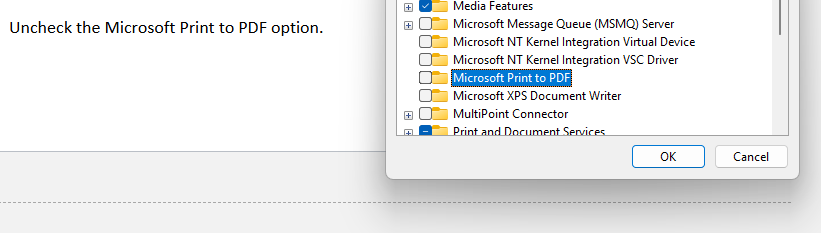 Uncheck the Microsoft Print to PDF option.
Media Features
Microsoft Message Queue (MSMQ) Server
Microsoft NT Kernel Integration Virtual Device
Microsoft NT Kernel Integration VSC Driver
Microsoft Print to PDF
Microsoft XPS Document Writer
MultiPoint Connector
Print and Document Services
OK
Cancel